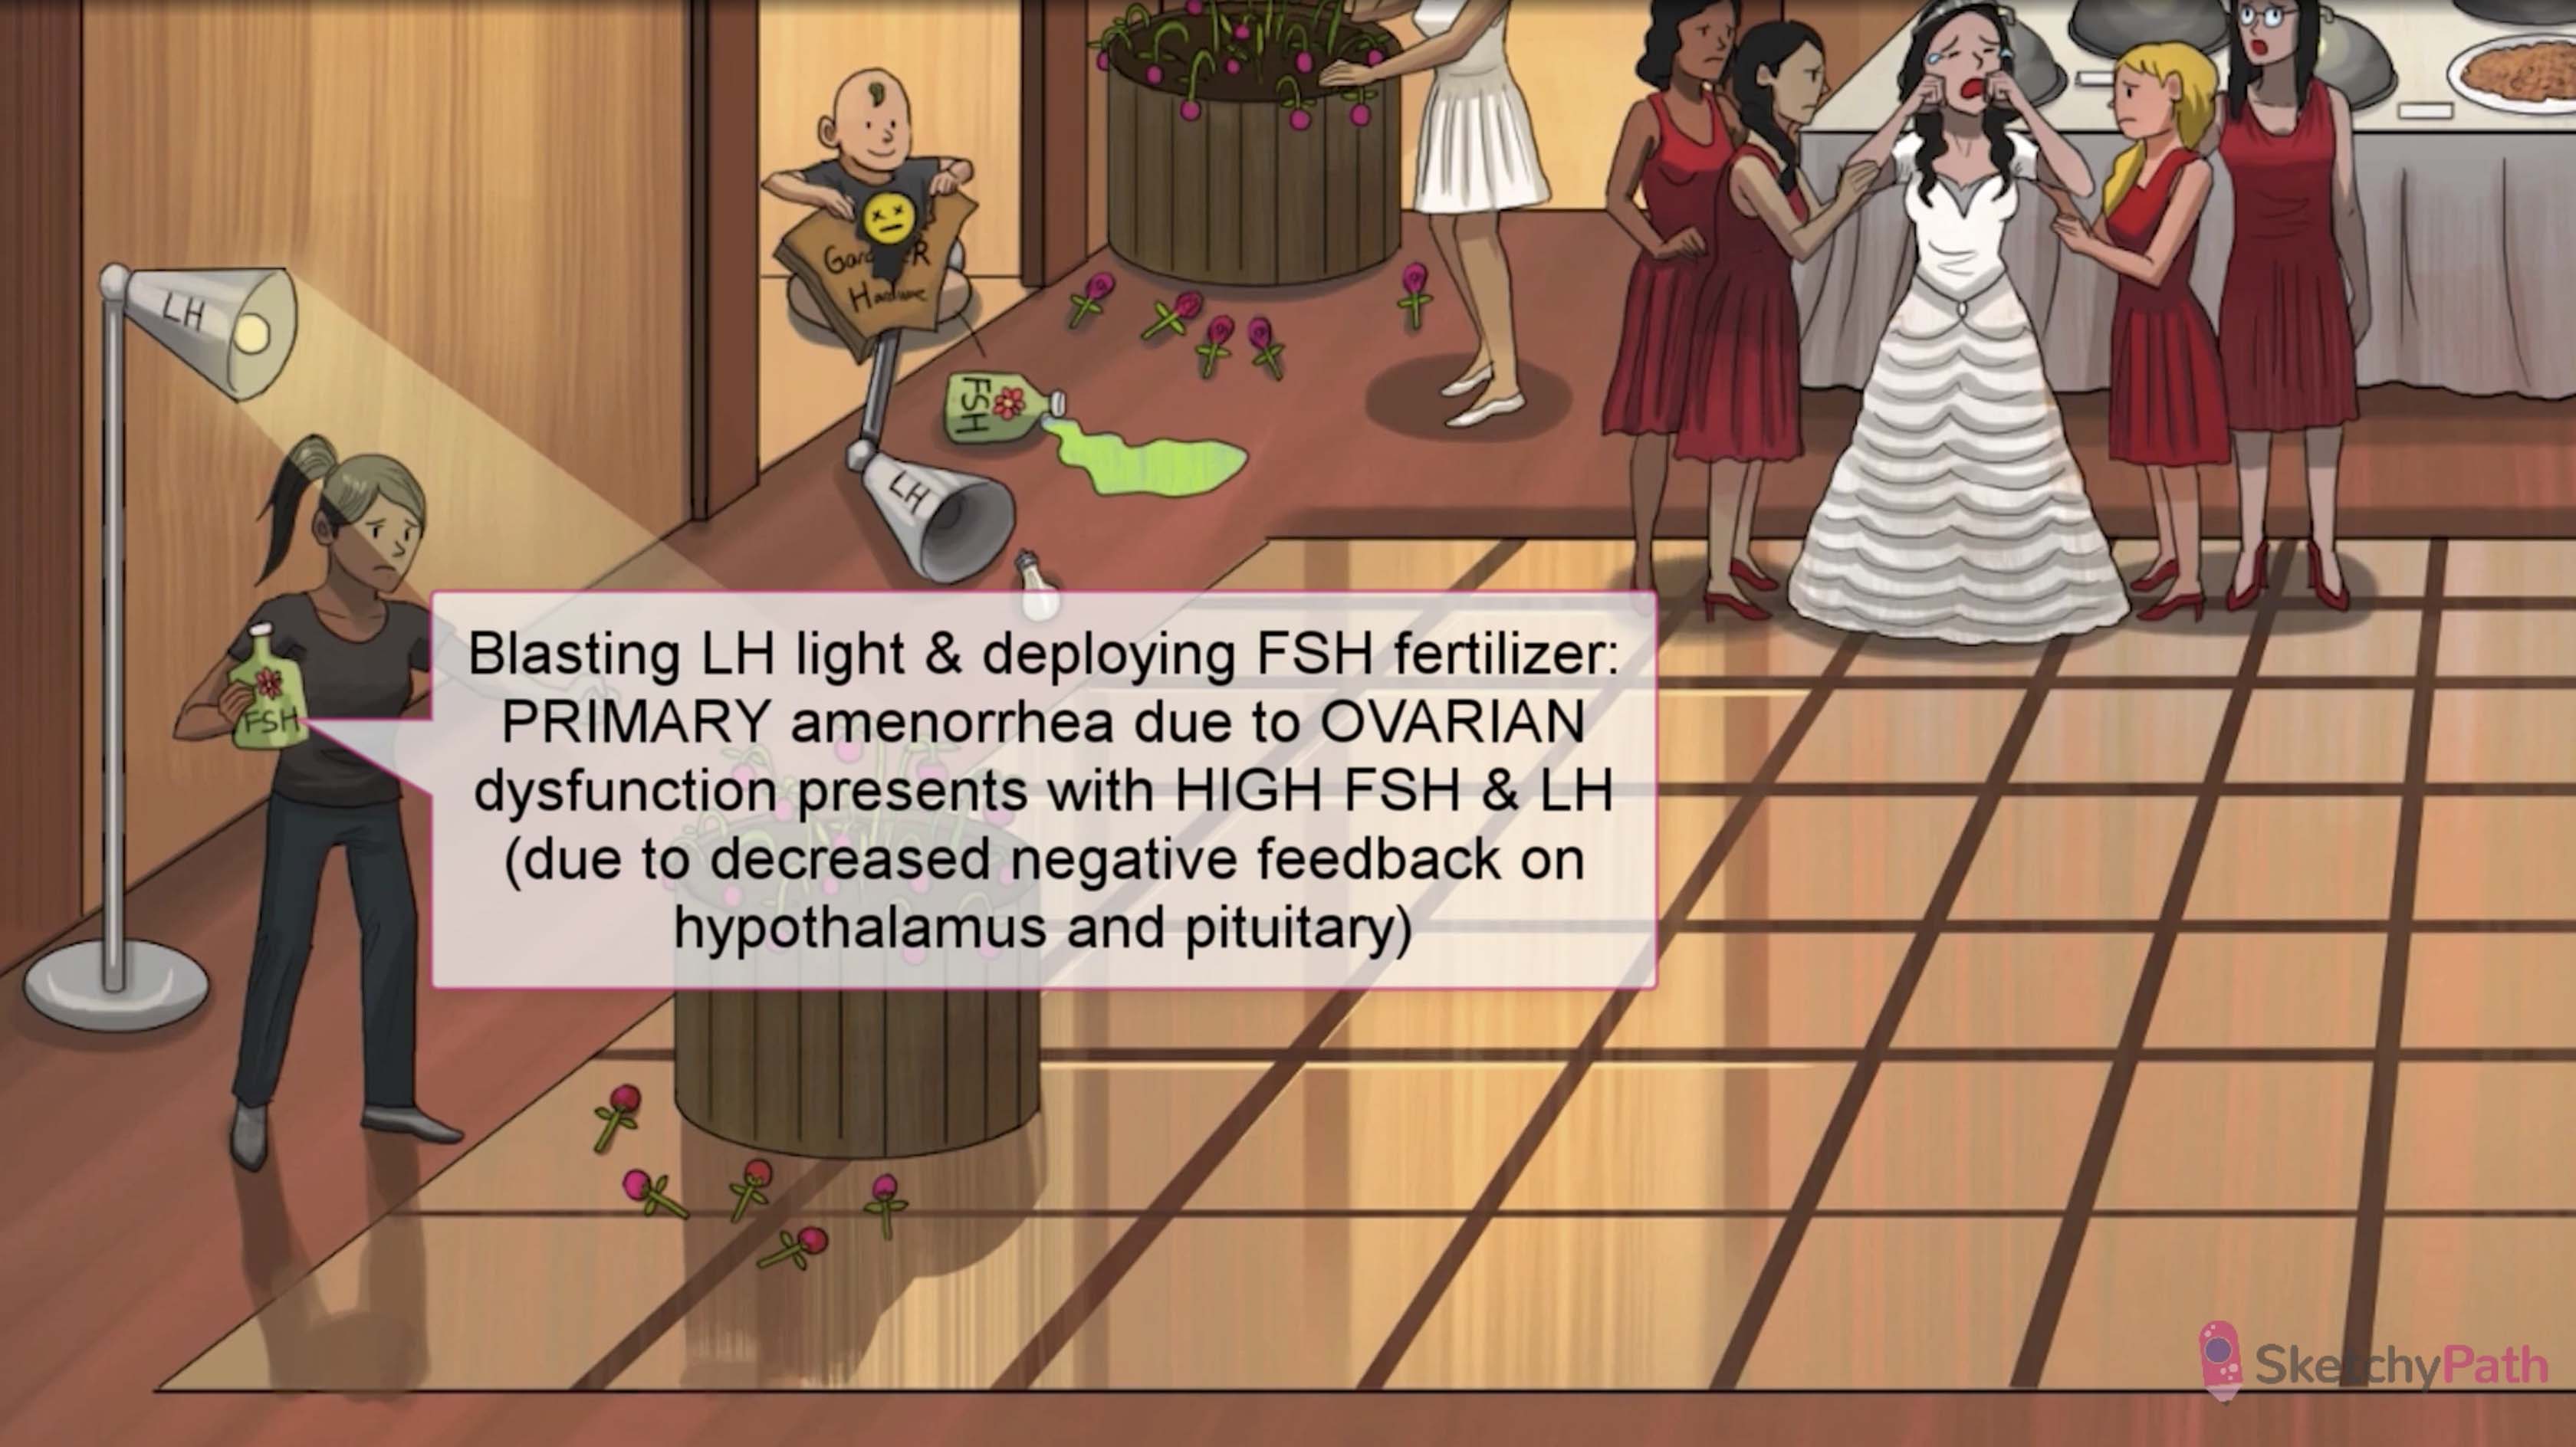 LH
GardeR
Hardware
FSH
LH
FSH
Blasting LH light & deploying FSH fertilizer:
PRIMARY amenorrhea due to OVARIAN
dysfunction presents with HIGH FSH & LH
(due to decreased negative feedback on
hypothalamus and pituitary)
SketchyPath